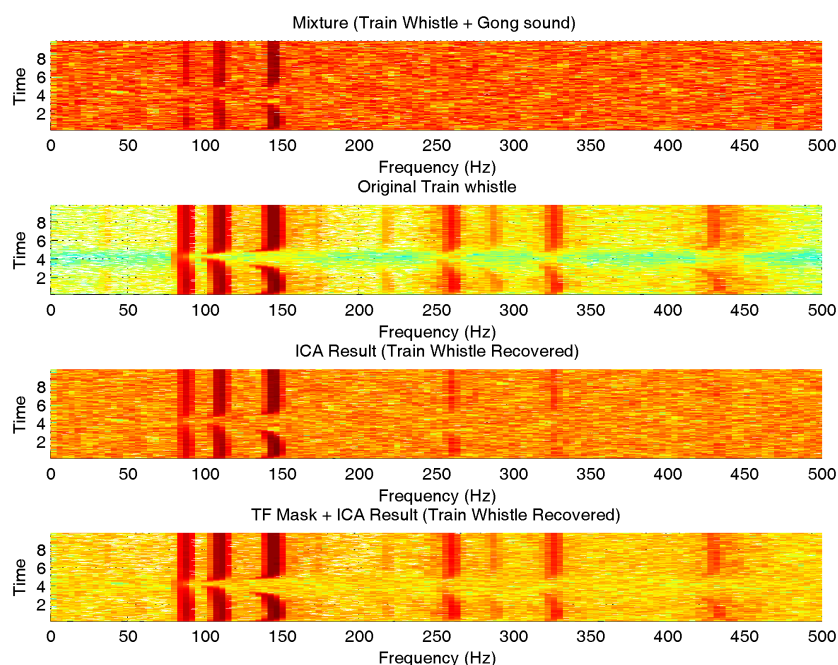 Mixture (Train Whistle + Gong sound)
8
6
4
2
Time
0 50 100 150 200 250 300 350 400 450 500
Frequency (Hz)
Original Train whistle
8
6
4
2
Time
0 50 100 150 200 250 300 350 400 450 500
Frequency (Hz)
ICA Result (Train Whistle Recovered)
8
6
4
2
Time
0 50 100 150 200 250 300 350 400 450 500
Frequency (Hz)
TF Mask + ICA Result (Train Whistle Recovered)
8
6
4
2
Time
0 50 100 150 200 250 300 350 400 450 500
Frequency (Hz)